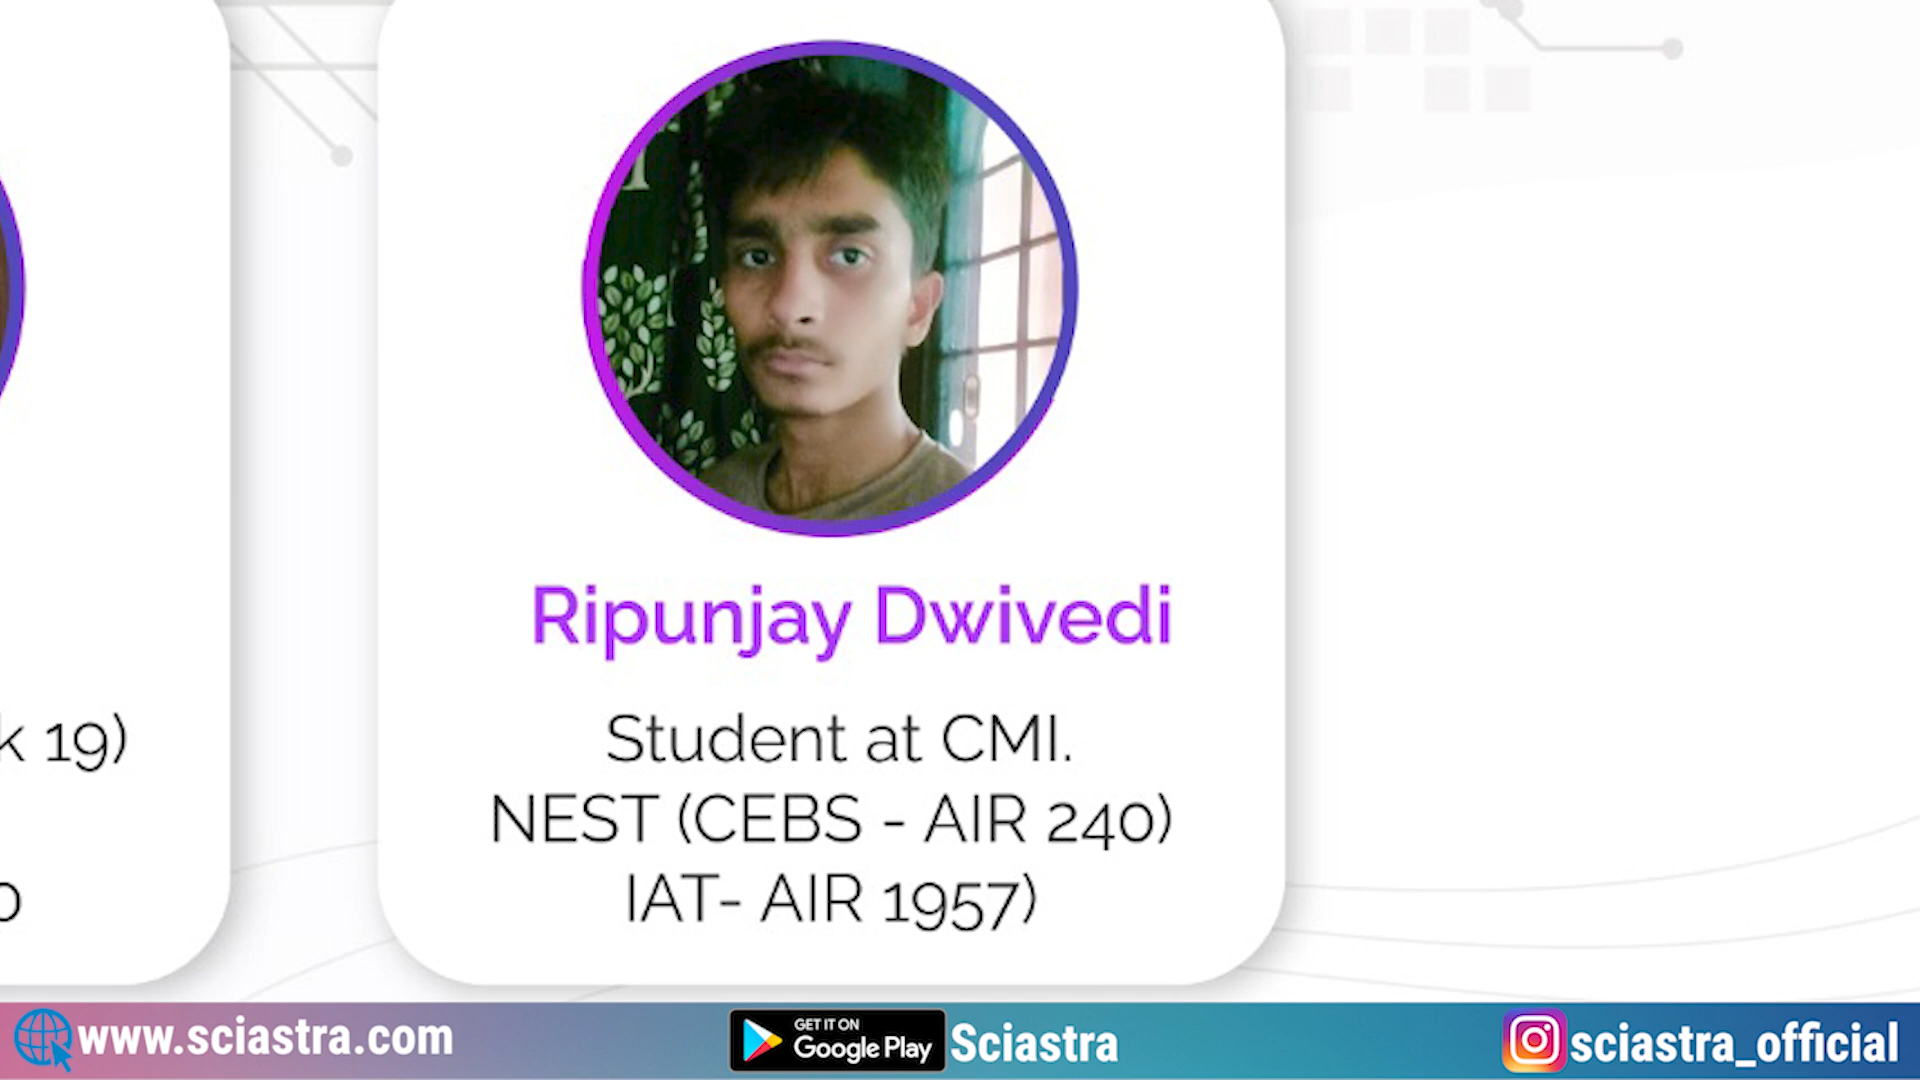 k 19)
0
Ripunjay Dwivedi
Student at CMI.
NEST (CEBS - AIR 240)
IAT- AIR 1957)
www.sciastra.com
GET IT ON
Google Play
Sciastra
sciastra_official